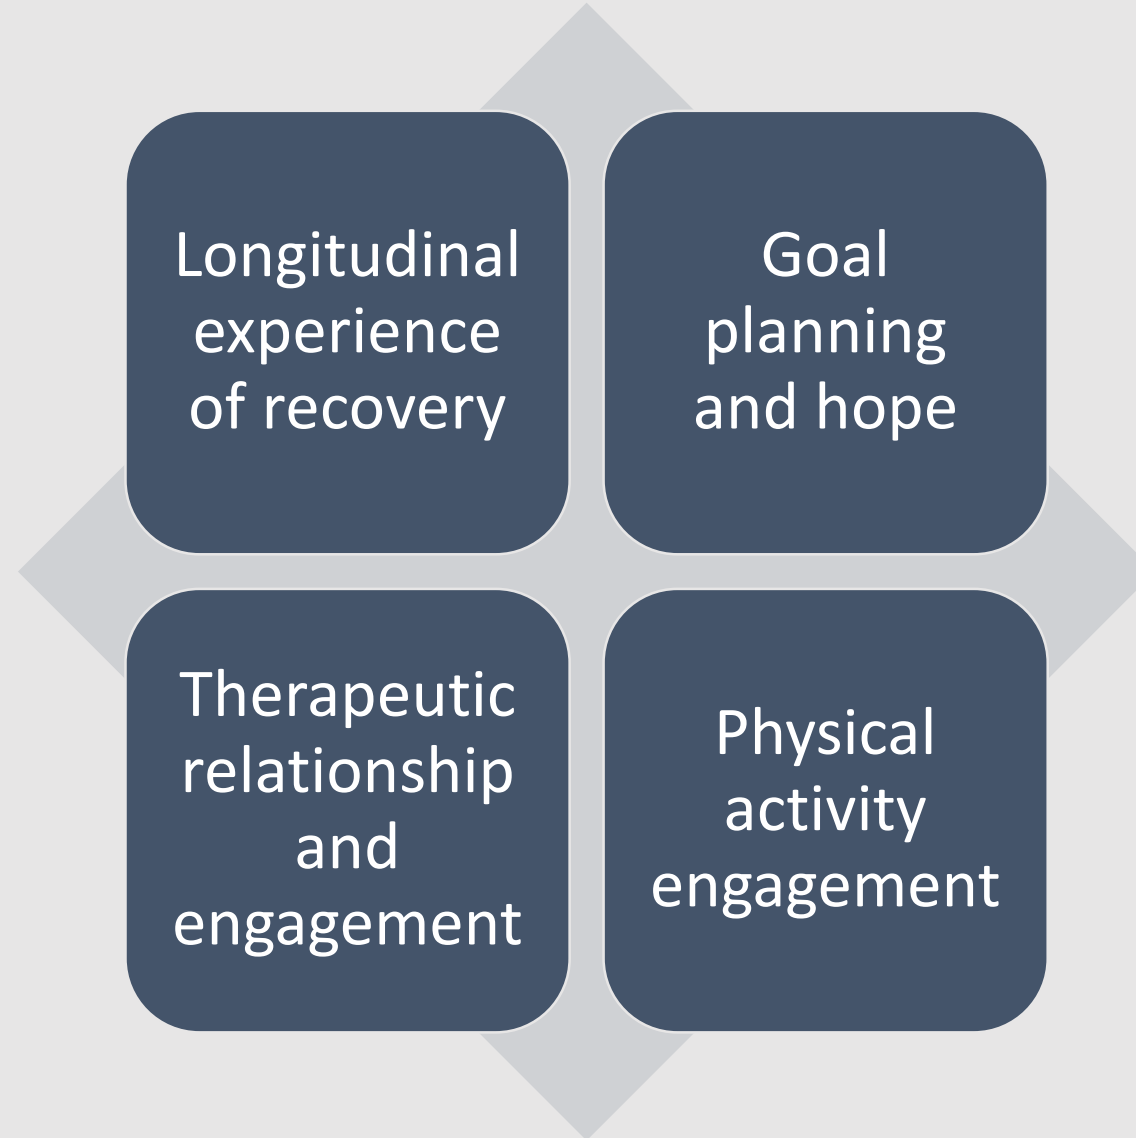 Longitudinal
experience
of recovery
Goal
planning
and hope
Therapeutic
relationship
and
engagement
Physical
activity
engagement